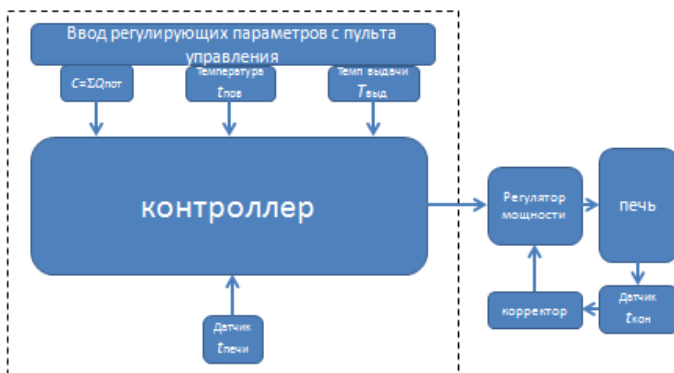 Ввод регулирующих параметров с пульта
управления
C=ΣQпот
Температура
tпов
Темп выдачи
Tвыд
контроллер
Регулятор
мощности
печь
Датчик
tпечи
корректор
Датчик
tкон